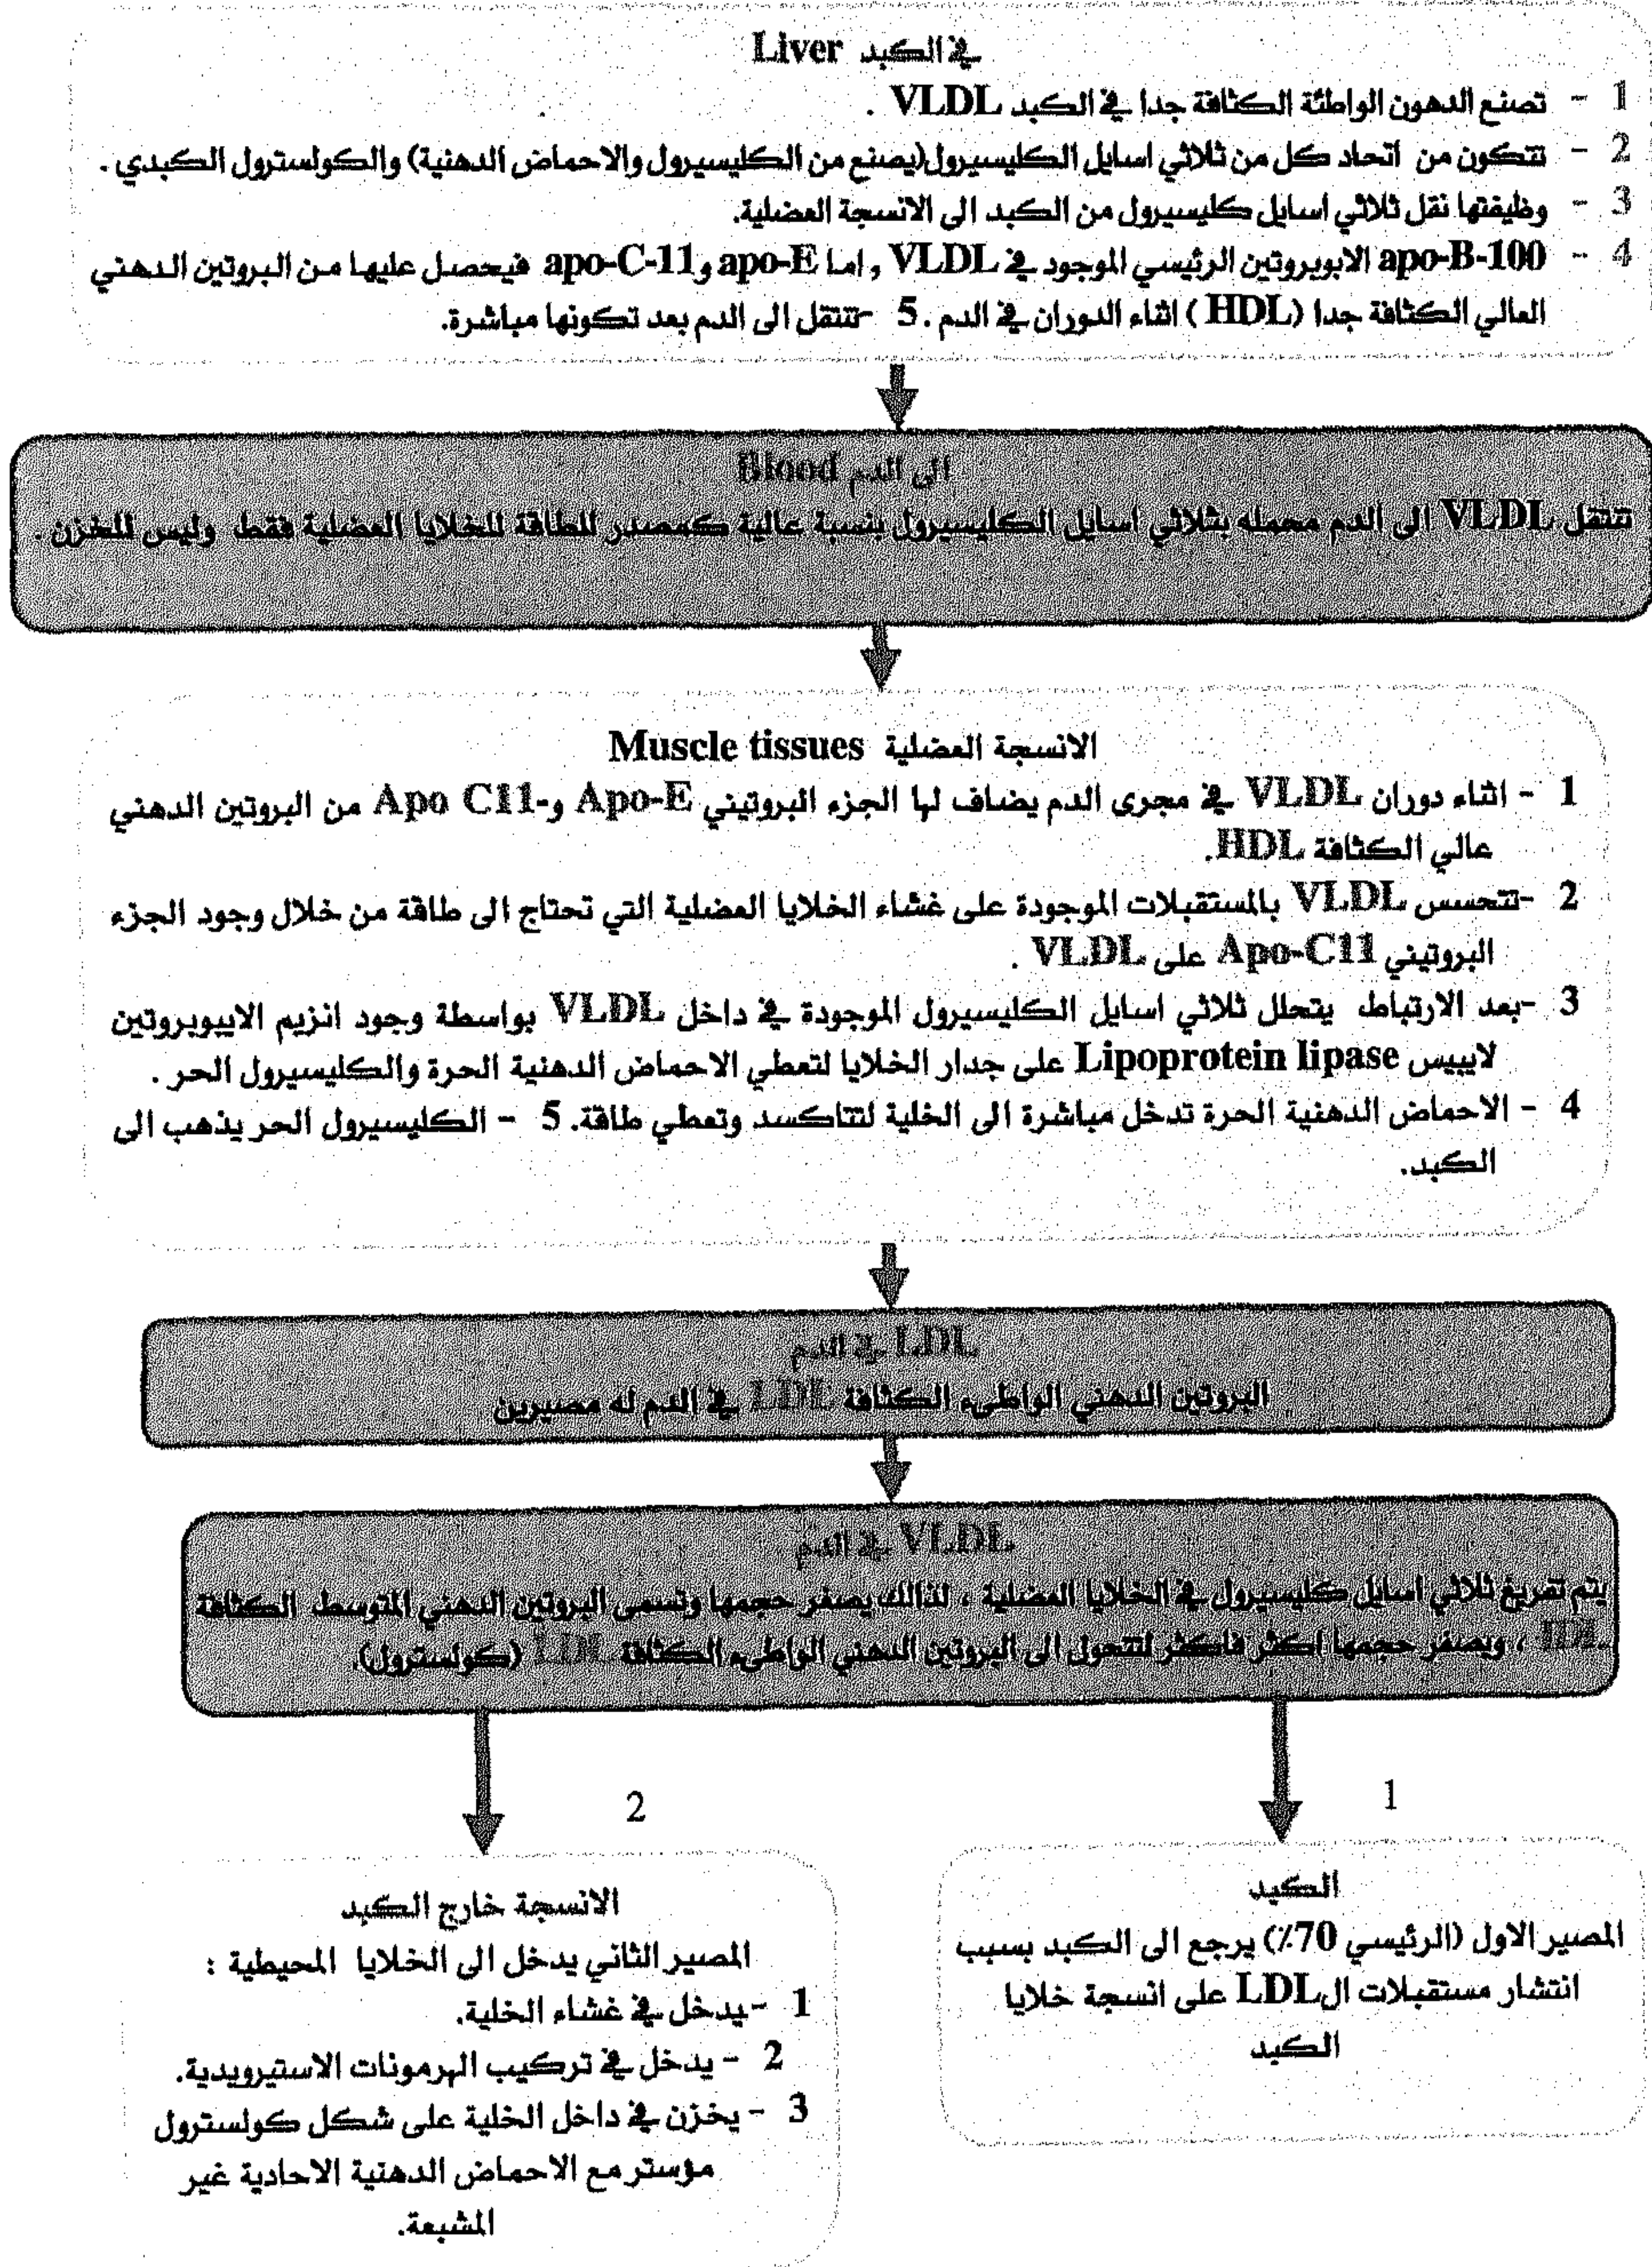 في الكبد Liver
1 - تصنع الدهون الواطئة الكثافة جدا في الكبد VLDL .
2 - تتكون من اتحاد كل من ثلاثي اسايل الكليسيرول(يصنع من الكليسيرول والاحماض الدهنية) والكولسترول الكبدي .
3 - وظيفتها نقل ثلاثي اسايل كليسيرول من الكبد الى الانسجة العضلية.
4 - apo-B-100 الابوبروتين الرئيسي الموجود في VLDL , اما apo-E وapo-C-11 فيحصل عليها من البروتين الدهني
العالي الكثافة جدا (HDL ) اثناء الدوران في الدم . 5 -تنتقل الى الدم بعد تكونها مباشرة.
الى الدم Blood
تنتقل VLDL الى الدم محمله بثلاثي اسايل الكليسيرول بنسبة عالية كمصدر للطاقة للخلايا العضلية فقط وليس للخزن .
الانسجة العضلية Muscle tissues
1 - اثناء دوران VLDL في مجرى الدم يضاف لها الجزء البروتيني Apo-E و-Apo C11 من البروتين الدهني
عالي الكثافة HDL.
2 -تتحسس VLDL بالمستقبلات الموجودة على غشاء الخلايا العضلية التي تحتاج الى طاقة من خلال وجود الجزء
البروتيني Apo-C11 على VLDL .
3 -بعد الارتباط يتحلل ثلاثي اسايل الكليسيرول الموجودة في داخل VLDL بواسطة وجود انزيم الايبوبروتين
لايبيس Lipoprotein lipase على جدار الخلايا لتعطي الاحماض الدهنية الحرة والكليسيرول الحر .
4 - الاحماض الدهنية الحرة تدخل مباشرة الى الخلية لتتاكسد وتعطي طاقة. 5 - الكليسيرول الحر يذهب الى
الكبد.
LDL في الدم
البروتين الدهني الواطىء الكثافة LDL في الدم له مصيرين
VLDL في الدم
يتم تفريغ ثلاثي اسايل كليسيرول في الخلايا العضلية ، لذالك يصغر حجمها وتسمى البروتين الدهني المتوسط الكثافة
IDL ، ويصغر حجمها اكثر فاكثر لتتحول الى البروتين الدهني الواطىء الكثافة LDL (كولسترول).
1
الكبد
المصير الاول (الرئيسي 70٪) يرجع الى الكبد بسبب
انتشار مستقبلات الLDL على انسجة خلايا
الكبد
2
الانسجة خارج الكبد
المصير الثاني يدخل الى الخلايا المحيطية :
1 -يدخل في غشاء الخلية.
2 - يدخل في تركيب الهرمونات الاستيرويدية.
3 - يخزن في داخل الخلية على شكل كولسترول
مؤستر مع الاحماض الدهنية الاحادية غير
المشبعة.